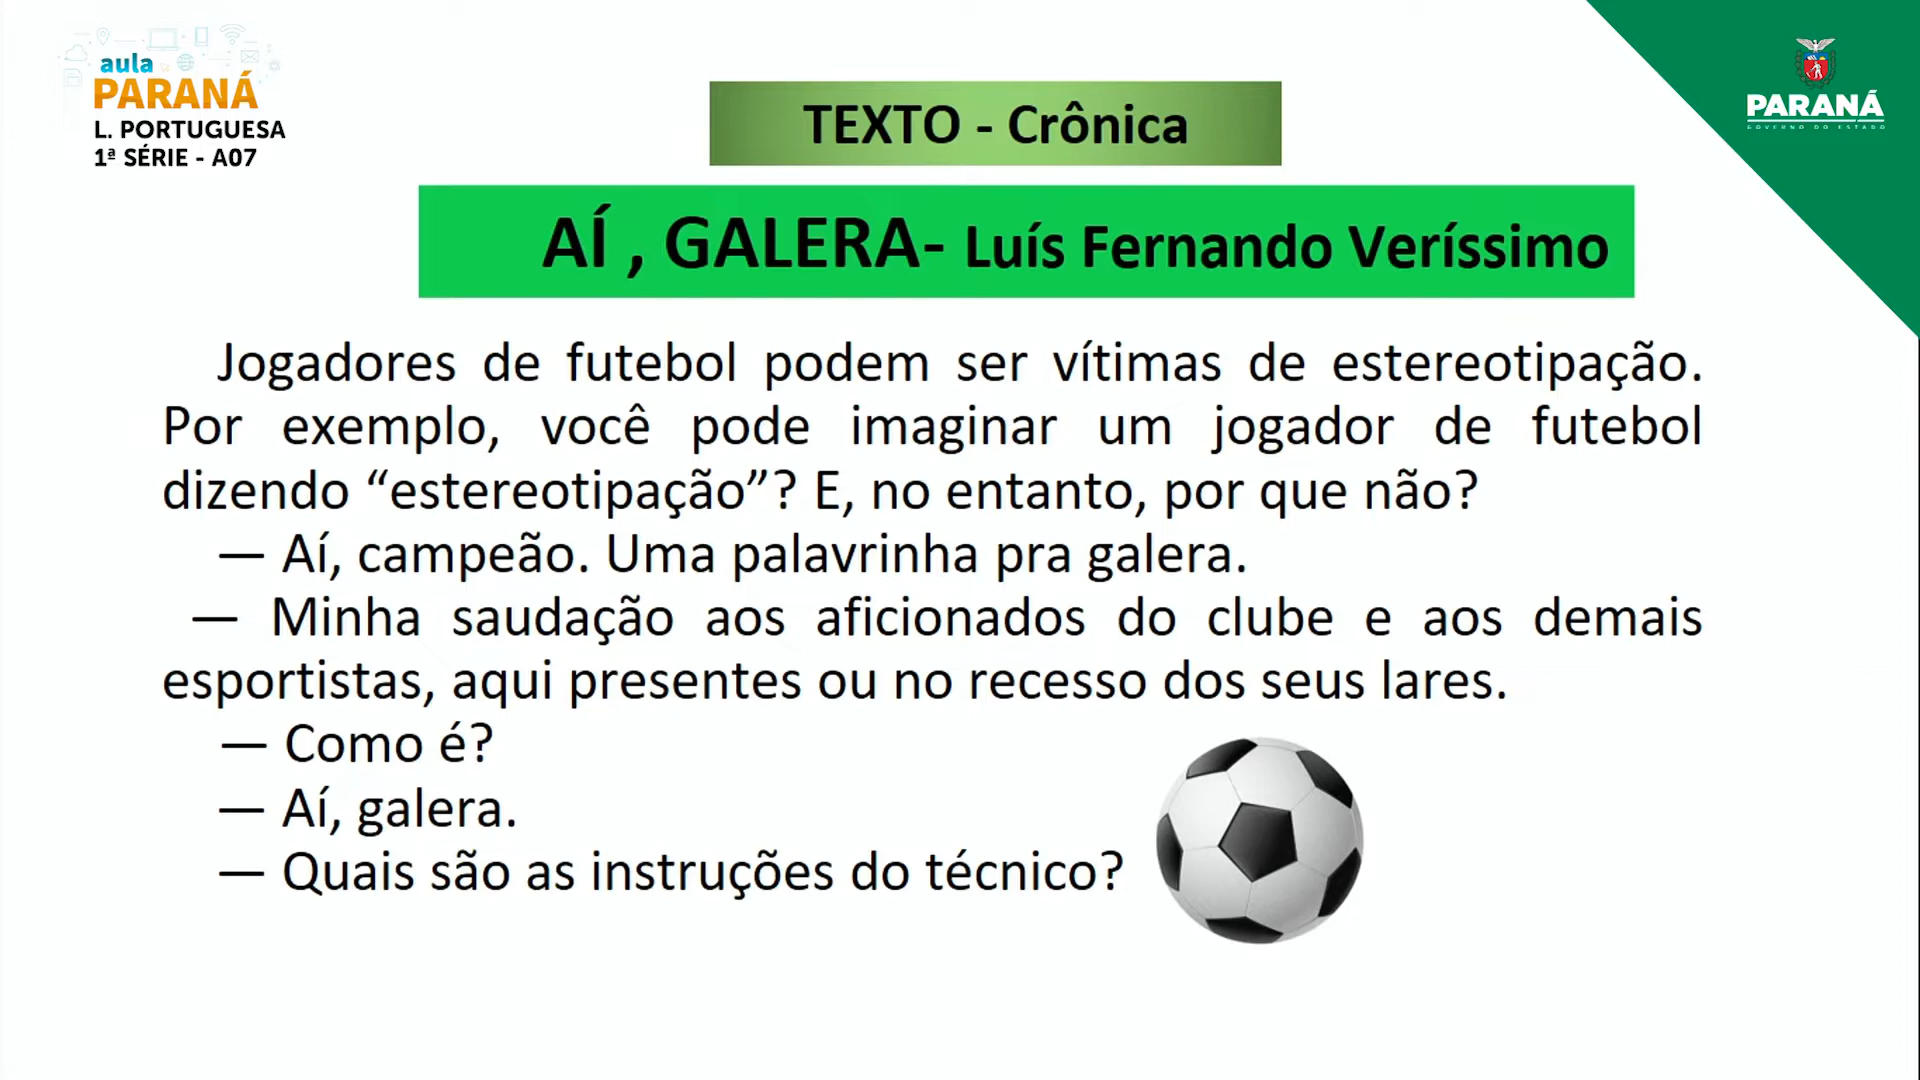 aula
PARANÁ
L. PORTUGUESA
1ª SÉRIE - A07
PARANÁ
GOVERNO DO ESTADO
TEXTO - Crônica
AÍ , GALERA- Luís Fernando Veríssimo
Jogadores de futebol podem ser vítimas de estereotipação.
Por exemplo, você pode imaginar um jogador de futebol
dizendo “estereotipação”? E, no entanto, por que não?
— Aí, campeão. Uma palavrinha pra galera.
— Minha saudação aos aficionados do clube e aos demais
esportistas, aqui presentes ou no recesso dos seus lares.
— Como é?
— Aí, galera.
— Quais são as instruções do técnico?